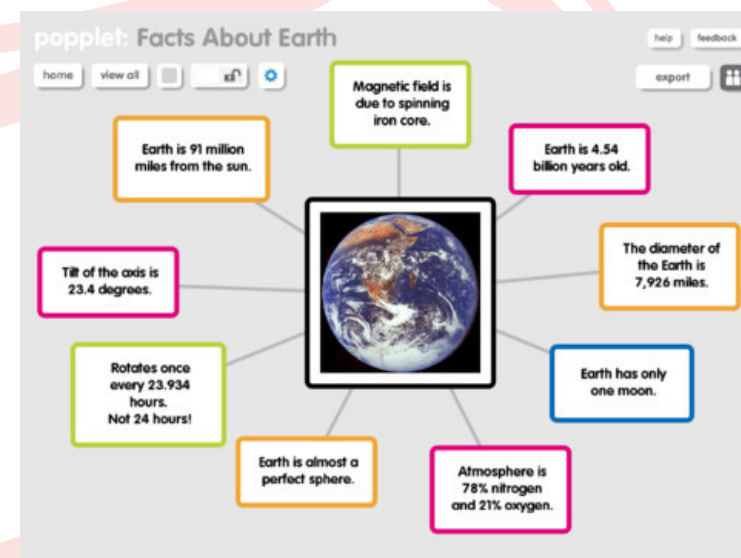 popplet: Facts About Earth
help
feedback
home
view all
export
Magnetic field is
due to spinning
iron core.
Earth is 91 million
miles from the sun.
Earth is 4.54
billion years old.
The diameter of
the Earth is
7,926 miles.
Tilt of the axis is
23.4 degrees.
Rotates once
every 23.934
hours.
Not 24 hours!
Earth has only
one moon.
Earth is almost a
perfect sphere.
Atmosphere is
78% nitrogen
and 21% oxygen.